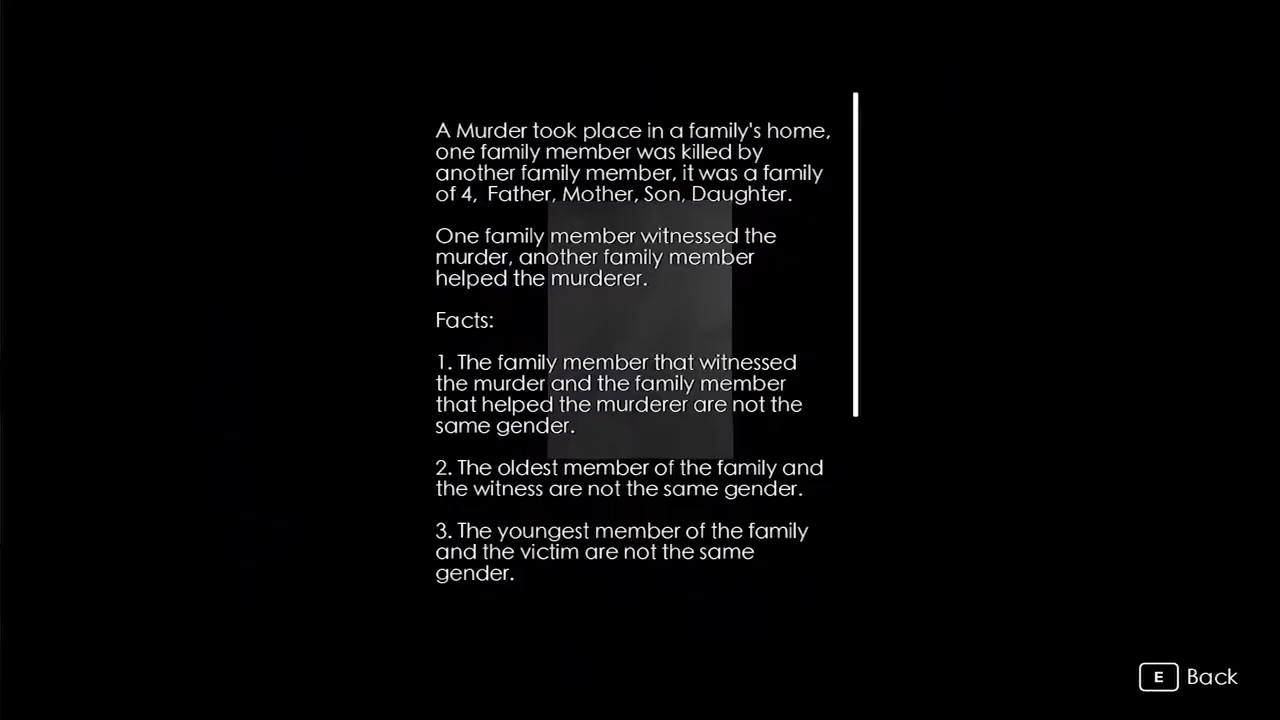 A Murder took place in a family's home,
one family member was killed by
another family member, it was a family
of 4,  Father, Mother, Son, Daughter.
One family member witnessed the
murder, another family member
helped the murderer.
Facts:
1. The family member that witnessed
the murder and the family member
that helped the murderer are not the
same gender.
2. The oldest member of the family and
the witness are not the same gender.
3. The youngest member of the family
and the victim are not the same
gender.
E Back